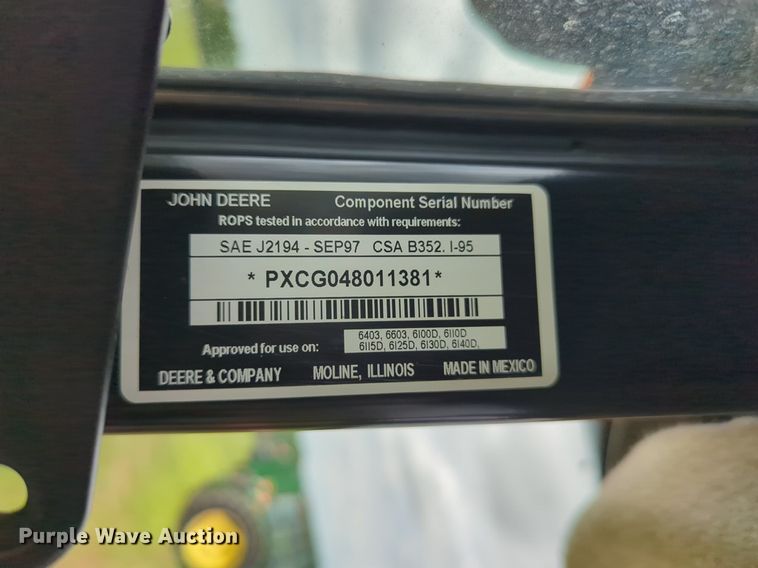 JOHN DEERE Component Serial Number
ROPS tested in accordance with requirements:
SAE J2194 - SEP97 CSA B352. I-95
* PXCG048011381*
Approved for use on: 6403, 6603, 6100D, 6110D
6115D, 6125D, 6130D, 6140D,
DEERE & COMPANY MOLINE, ILLINOIS MADE IN MEXICO
Purple Wave Auction